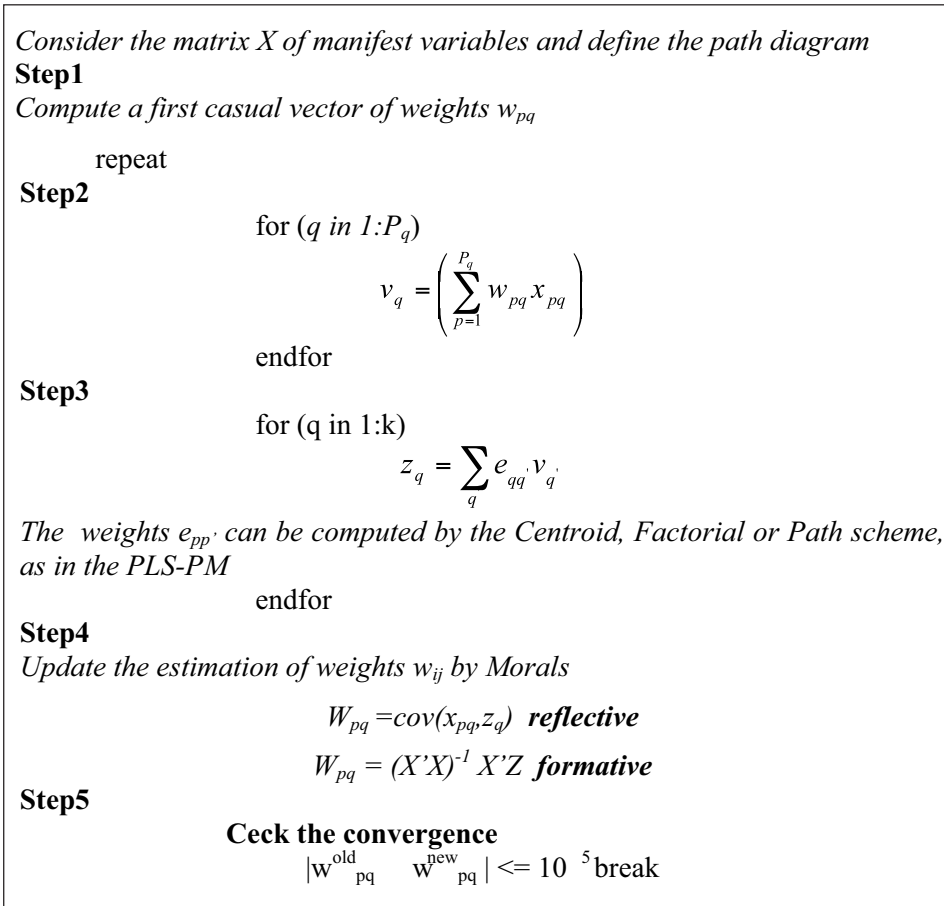 Consider the matrix X of manifest variables and define the path diagram
Step1
Compute a first casual vector of weights w_pq
repeat
Step2
for (q in 1:P_q)
v_q = ( ∑_{p=1}^{P_q} w_pq x_pq )
endfor
Step3
for (q in 1:k)
z_q = ∑_q e_qq' v_q'
The weights e_pp' can be computed by the Centroid, Factorial or Path scheme,
as in the PLS-PM
endfor
Step4
Update the estimation of weights w_ij by Morals
W_pq =cov(x_pq,z_q) reflective
W_pq = (X'X)^-1 X'Z formative
Step5
Ceck the convergence
|w^old_pq w^new_pq | <= 10 ^5 break